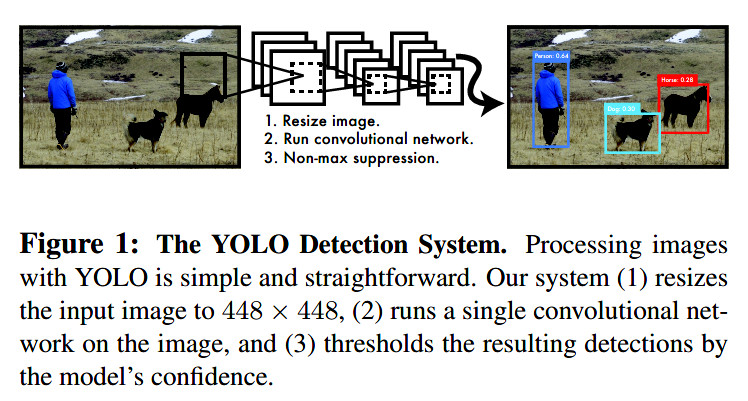 Person: 0.64
Horse: 0.28
Dog: 0.30
1. Resize image.
2. Run convolutional network.
3. Non-max suppression.
Figure 1: The YOLO Detection System. Processing images
with YOLO is simple and straightforward. Our system (1) resizes
the input image to 448 × 448, (2) runs a single convolutional net-
work on the image, and (3) thresholds the resulting detections by
the model’s confidence.